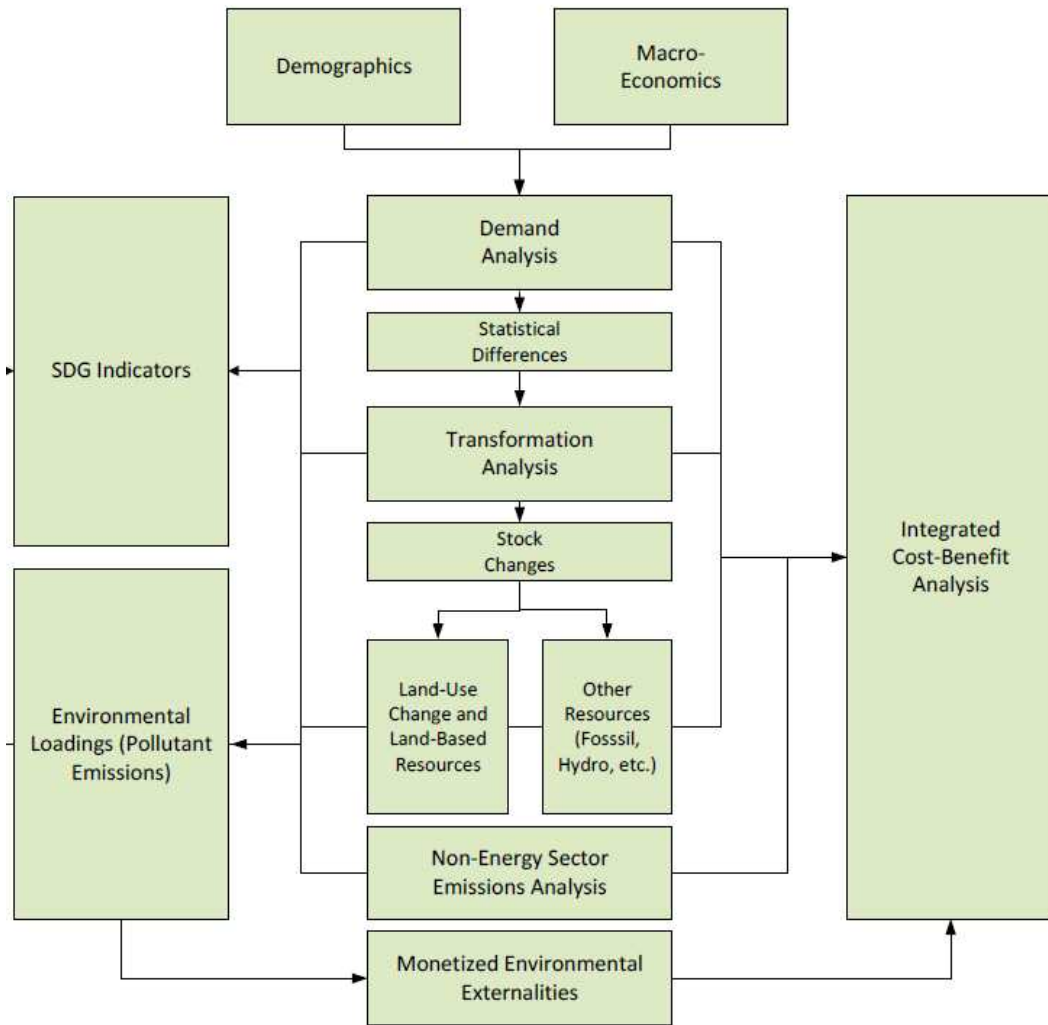 Demographics
Macro-
Economics
Demand
Analysis
Statistical
Differences
SDG Indicators
Transformation
Analysis
Stock
Changes
Integrated
Cost-Benefit
Analysis
Land-Use
Change and
Land-Based
Resources
Other
Resources
(Fosssil,
Hydro, etc.)
Environmental
Loadings (Pollutant
Emissions)
Non-Energy Sector
Emissions Analysis
Monetized Environmental
Externalities